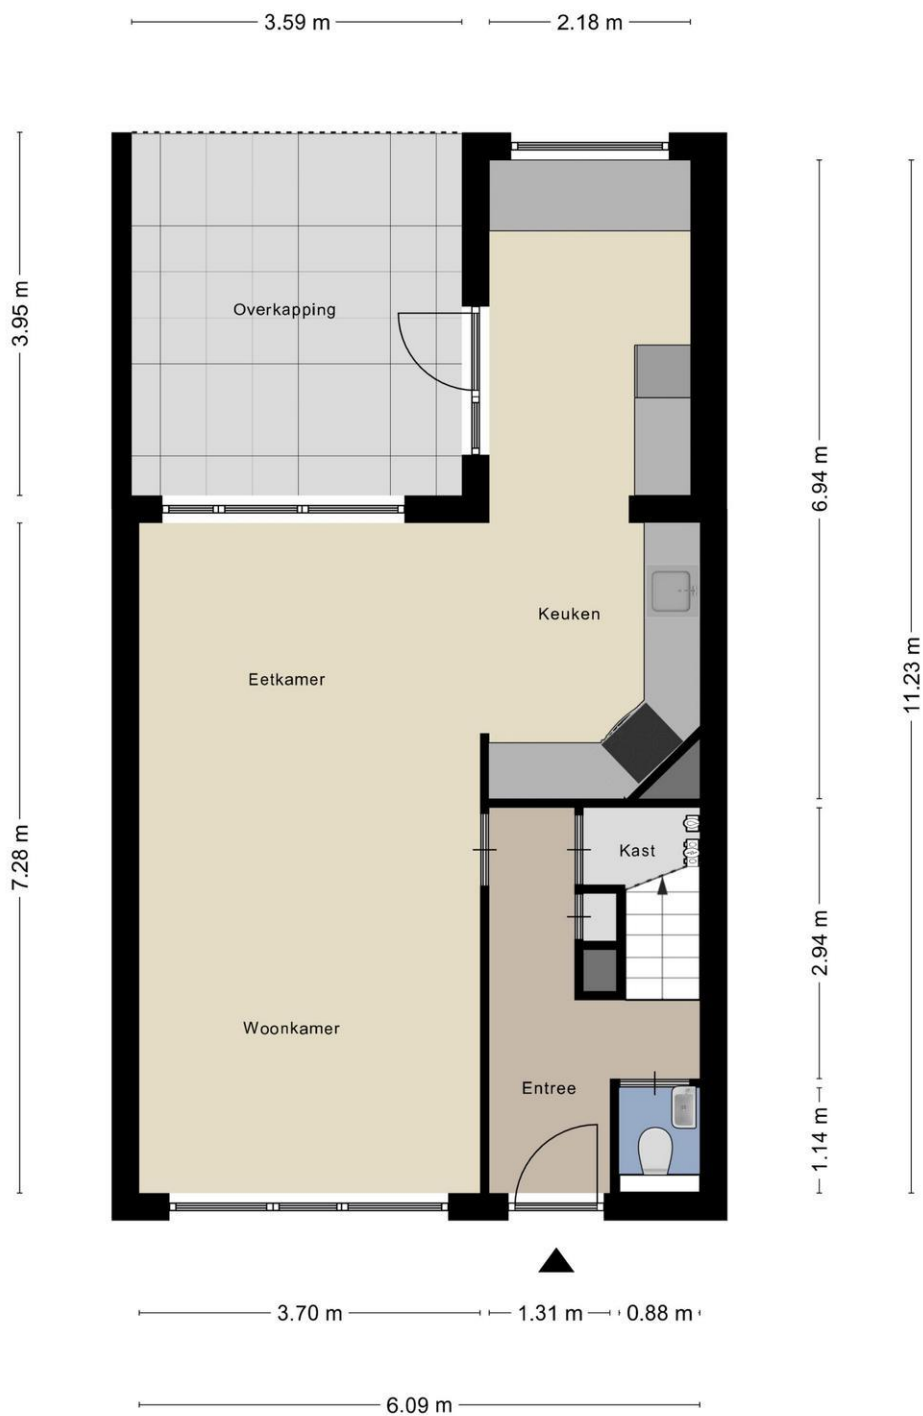 3.59 m
2.18 m
3.95 m
Overkapping
6.94 m
Keuken
11.23 m
Eetkamer
7.28 m
Kast
2.94 m
Woonkamer
Entree
1.14 m
3.70 m
1.31 m
0.88 m
6.09 m